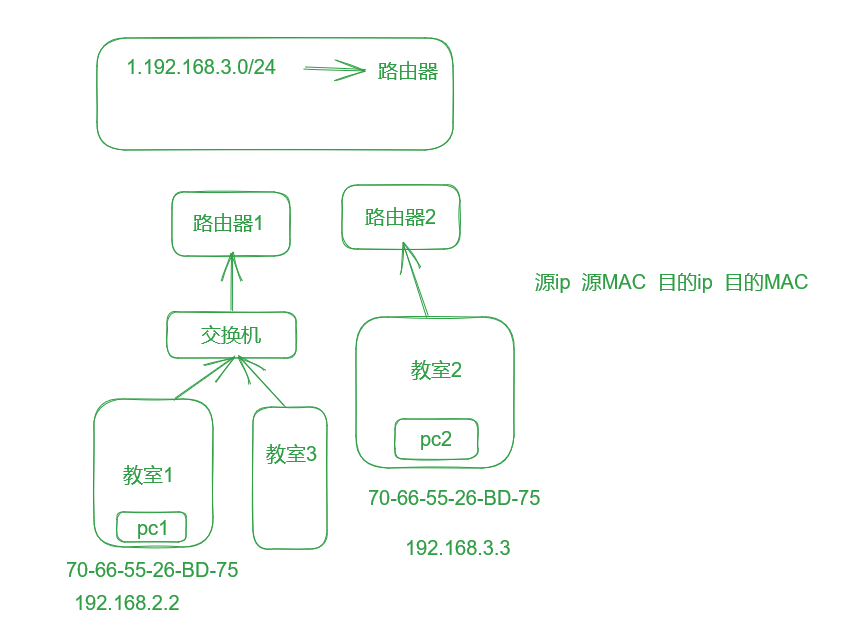 1.192.168.3.0/24 路由器
路由器1
路由器2
源ip 源MAC 目的ip 目的MAC
交换机
教室2
pc2
教室3
教室1
pc1
70-66-55-26-BD-75
192.168.3.3
70-66-55-26-BD-75
192.168.2.2